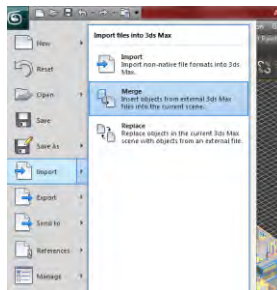 New
Reset
Open
Save
Save As
Import
Export
Send to
References
Manage
Import files into 3ds Max
Import
Import non-native file formats into 3ds
Max.
Merge
Insert objects from external 3ds Max
files into the current scene.
Replace
Replace objects in the current 3ds Max
scene with objects from an external file.